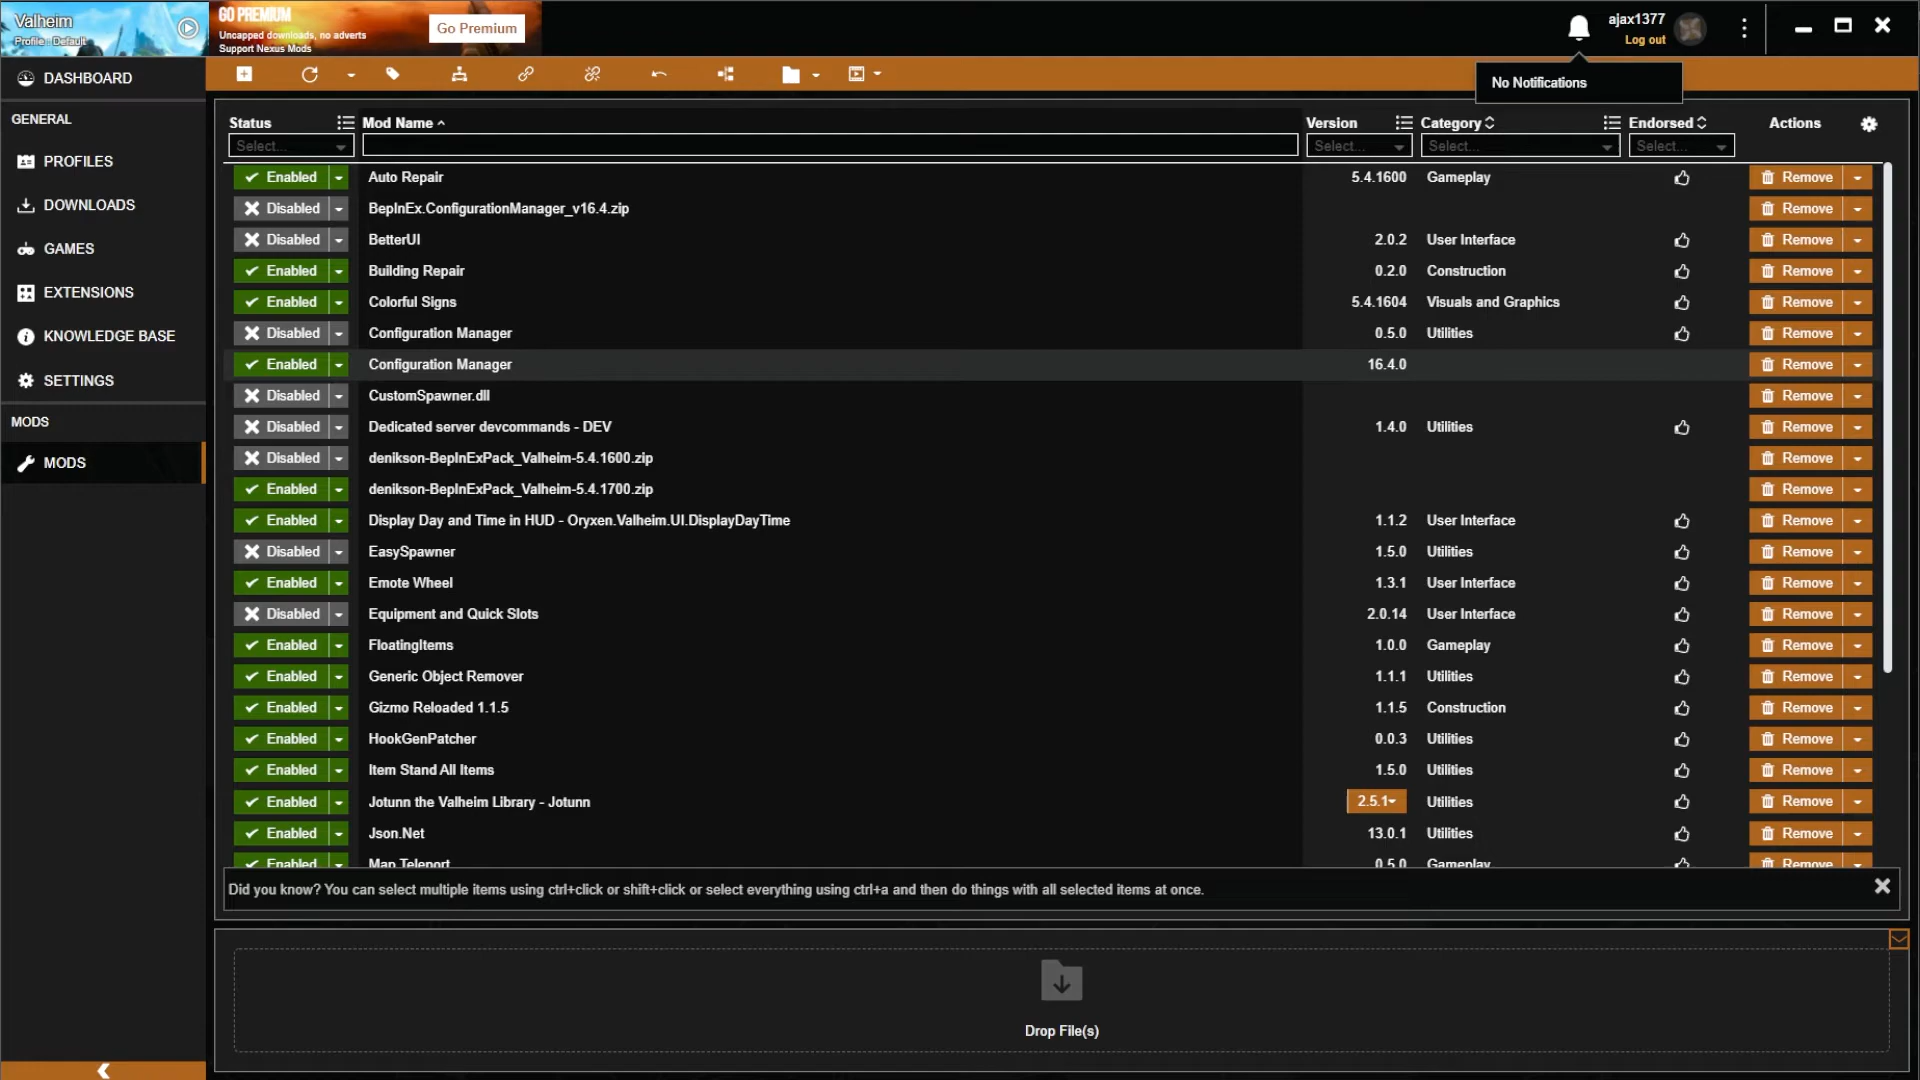 Valheim
Profile - Default
GO PREMIUM
Uncapped downloads, no adverts
Support Nexus Mods
Go Premium
ajax1377
Log out
No Notifications
DASHBOARD
GENERAL
PROFILES
DOWNLOADS
GAMES
EXTENSIONS
KNOWLEDGE BASE
SETTINGS
MODS
MODS
Status Mod Name Version Category Endorsed Actions
Select... Select... Select... Select...
Enabled Auto Repair 5.4.1600 Gameplay Remove
Disabled BepInEx.ConfigurationManager_v16.4.zip Remove
Disabled BetterUI 2.0.2 User Interface Remove
Enabled Building Repair 0.2.0 Construction Remove
Enabled Colorful Signs 5.4.1604 Visuals and Graphics Remove
Disabled Configuration Manager 0.5.0 Utilities Remove
Enabled Configuration Manager 16.4.0 Remove
Disabled CustomSpawner.dll Remove
Disabled Dedicated server devcommands - DEV 1.4.0 Utilities Remove
Disabled denikson-BepInExPack_Valheim-5.4.1600.zip Remove
Enabled denikson-BepInExPack_Valheim-5.4.1700.zip Remove
Enabled Display Day and Time in HUD - Oryxen.Valheim.UI.DisplayDayTime 1.1.2 User Interface Remove
Disabled EasySpawner 1.5.0 Utilities Remove
Enabled Emote Wheel 1.3.1 User Interface Remove
Disabled Equipment and Quick Slots 2.0.14 User Interface Remove
Enabled FloatingItems 1.0.0 Gameplay Remove
Enabled Generic Object Remover 1.1.1 Utilities Remove
Enabled Gizmo Reloaded 1.1.5 1.1.5 Construction Remove
Enabled HookGenPatcher 0.0.3 Utilities Remove
Enabled Item Stand All Items 1.5.0 Utilities Remove
Enabled Jotunn the Valheim Library - Jotunn 2.5.1 Utilities Remove
Enabled Json.Net 13.0.1 Utilities Remove
Enabled Map Teleport 0.5.0 Gameplay Remove
Did you know? You can select multiple items using ctrl+click or shift+click or select everything using ctrl+a and then do things with all selected items at once.
Drop File(s)